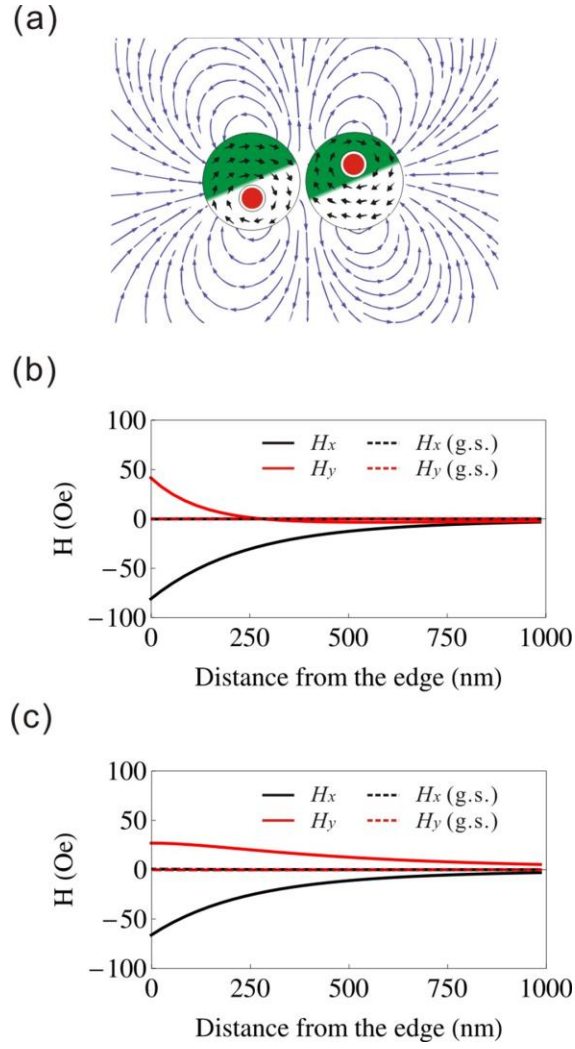 (a)
(b)
100
50
0
−50
−100
H (Oe)
Hx Hx (g.s.)
Hy Hy (g.s.)
0 250 500 750 1000
Distance from the edge (nm)
(c)
100
50
0
−50
−100
H (Oe)
Hx Hx (g.s.)
Hy Hy (g.s.)
0 250 500 750 1000
Distance from the edge (nm)